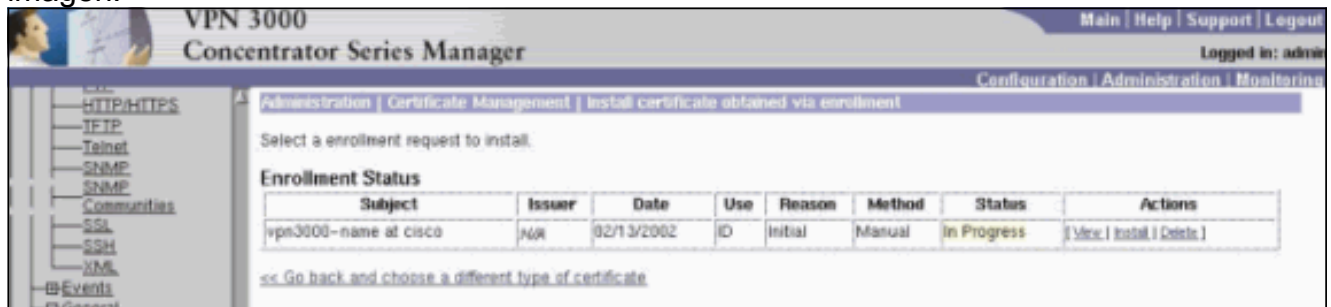 imagen:
VPN 3000
Concentrator Series Manager
Main | Help | Support | Logout
Logged in: admin
Configuration | Administration | Monitoring
HTTP/HTTPS
TFTP
Telnet
SNMP
SNMP
Communities
SSL
SSH
XML
Events
General
Administration | Certificate Management | Install certificate obtained via enrollment
Select a enrollment request to install.
Enrollment Status
Subject Issuer Date Use Reason Method Status Actions
vpn3000-name at cisco N/A 02/13/2002 ID Initial Manual In Progress [ View | Install | Delete ]
<< Go back and choose a different type of certificate